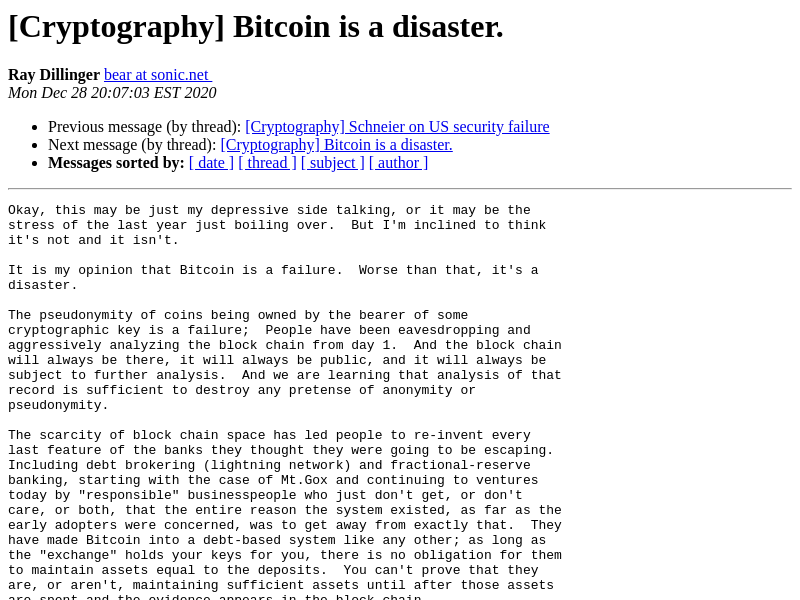 [Cryptography] Bitcoin is a disaster.
Ray Dillinger bear at sonic.net
Mon Dec 28 20:07:03 EST 2020
Previous message (by thread): [Cryptography] Schneier on US security failure
Next message (by thread): [Cryptography] Bitcoin is a disaster.
Messages sorted by: [ date ] [ thread ] [ subject ] [ author ]
Okay, this may be just my depressive side talking, or it may be the
stress of the last year just boiling over.  But I'm inclined to think
it's not and it isn't.
It is my opinion that Bitcoin is a failure.  Worse than that, it's a
disaster.
The pseudonymity of coins being owned by the bearer of some
cryptographic key is a failure;  People have been eavesdropping and
aggressively analyzing the block chain from day 1.  And the block chain
will always be there, it will always be public, and it will always be
subject to further analysis.  And we are learning that analysis of that
record is sufficient to destroy any pretense of anonymity or
pseudonymity.
The scarcity of block chain space has led people to re-invent every
last feature of the banks they thought they were going to be escaping.
Including debt brokering (lightning network) and fractional-reserve
banking, starting with the case of Mt.Gox and continuing to ventures
today by "responsible" businesspeople who just don't get, or don't
care, or both, that the entire reason the system existed, as far as the
early adopters were concerned, was to get away from exactly that.  They
have made Bitcoin into a debt-based system like any other; as long as
the "exchange" holds your keys for you, there is no obligation for them
to maintain assets equal to the deposits.  You can't prove that they
are, or aren't, maintaining sufficient assets until after those assets
are spent and the evidence appears in the block chain.